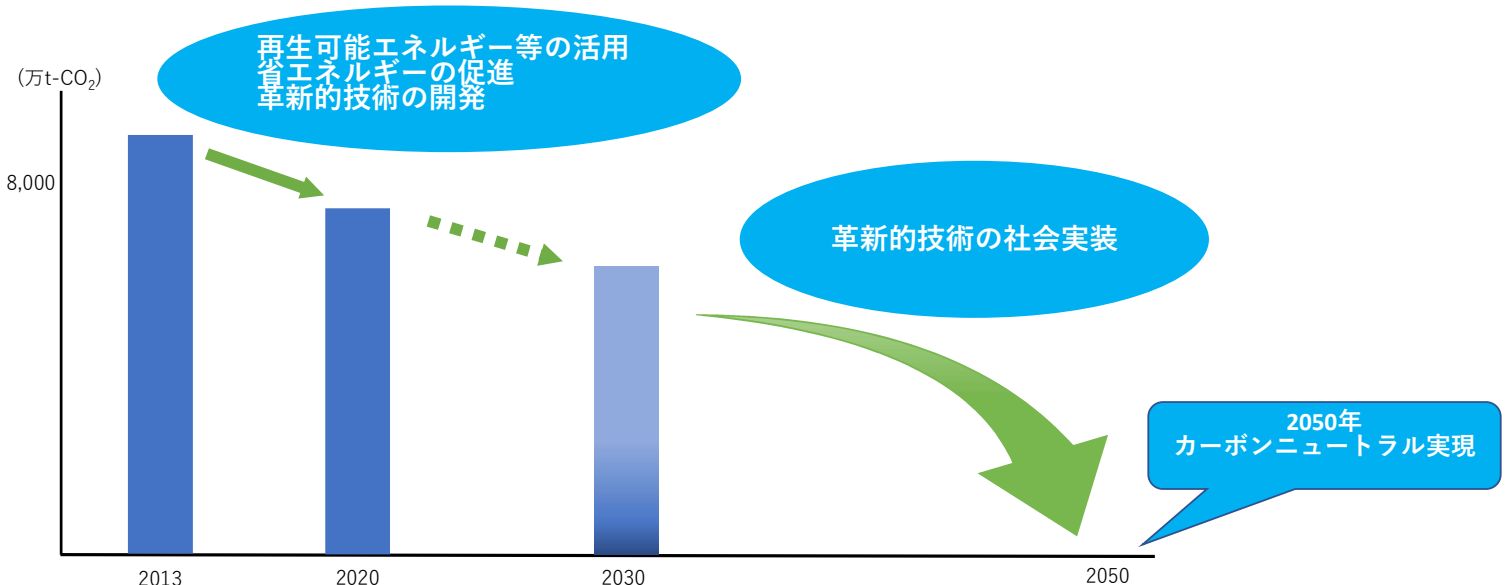 再生可能エネルギー等の活用
省エネルギーの促進
革新的技術の開発
(万t-CO₂)
8,000
革新的技術の社会実装
2050年
カーボンニュートラル実現
2013
2020
2030
2050